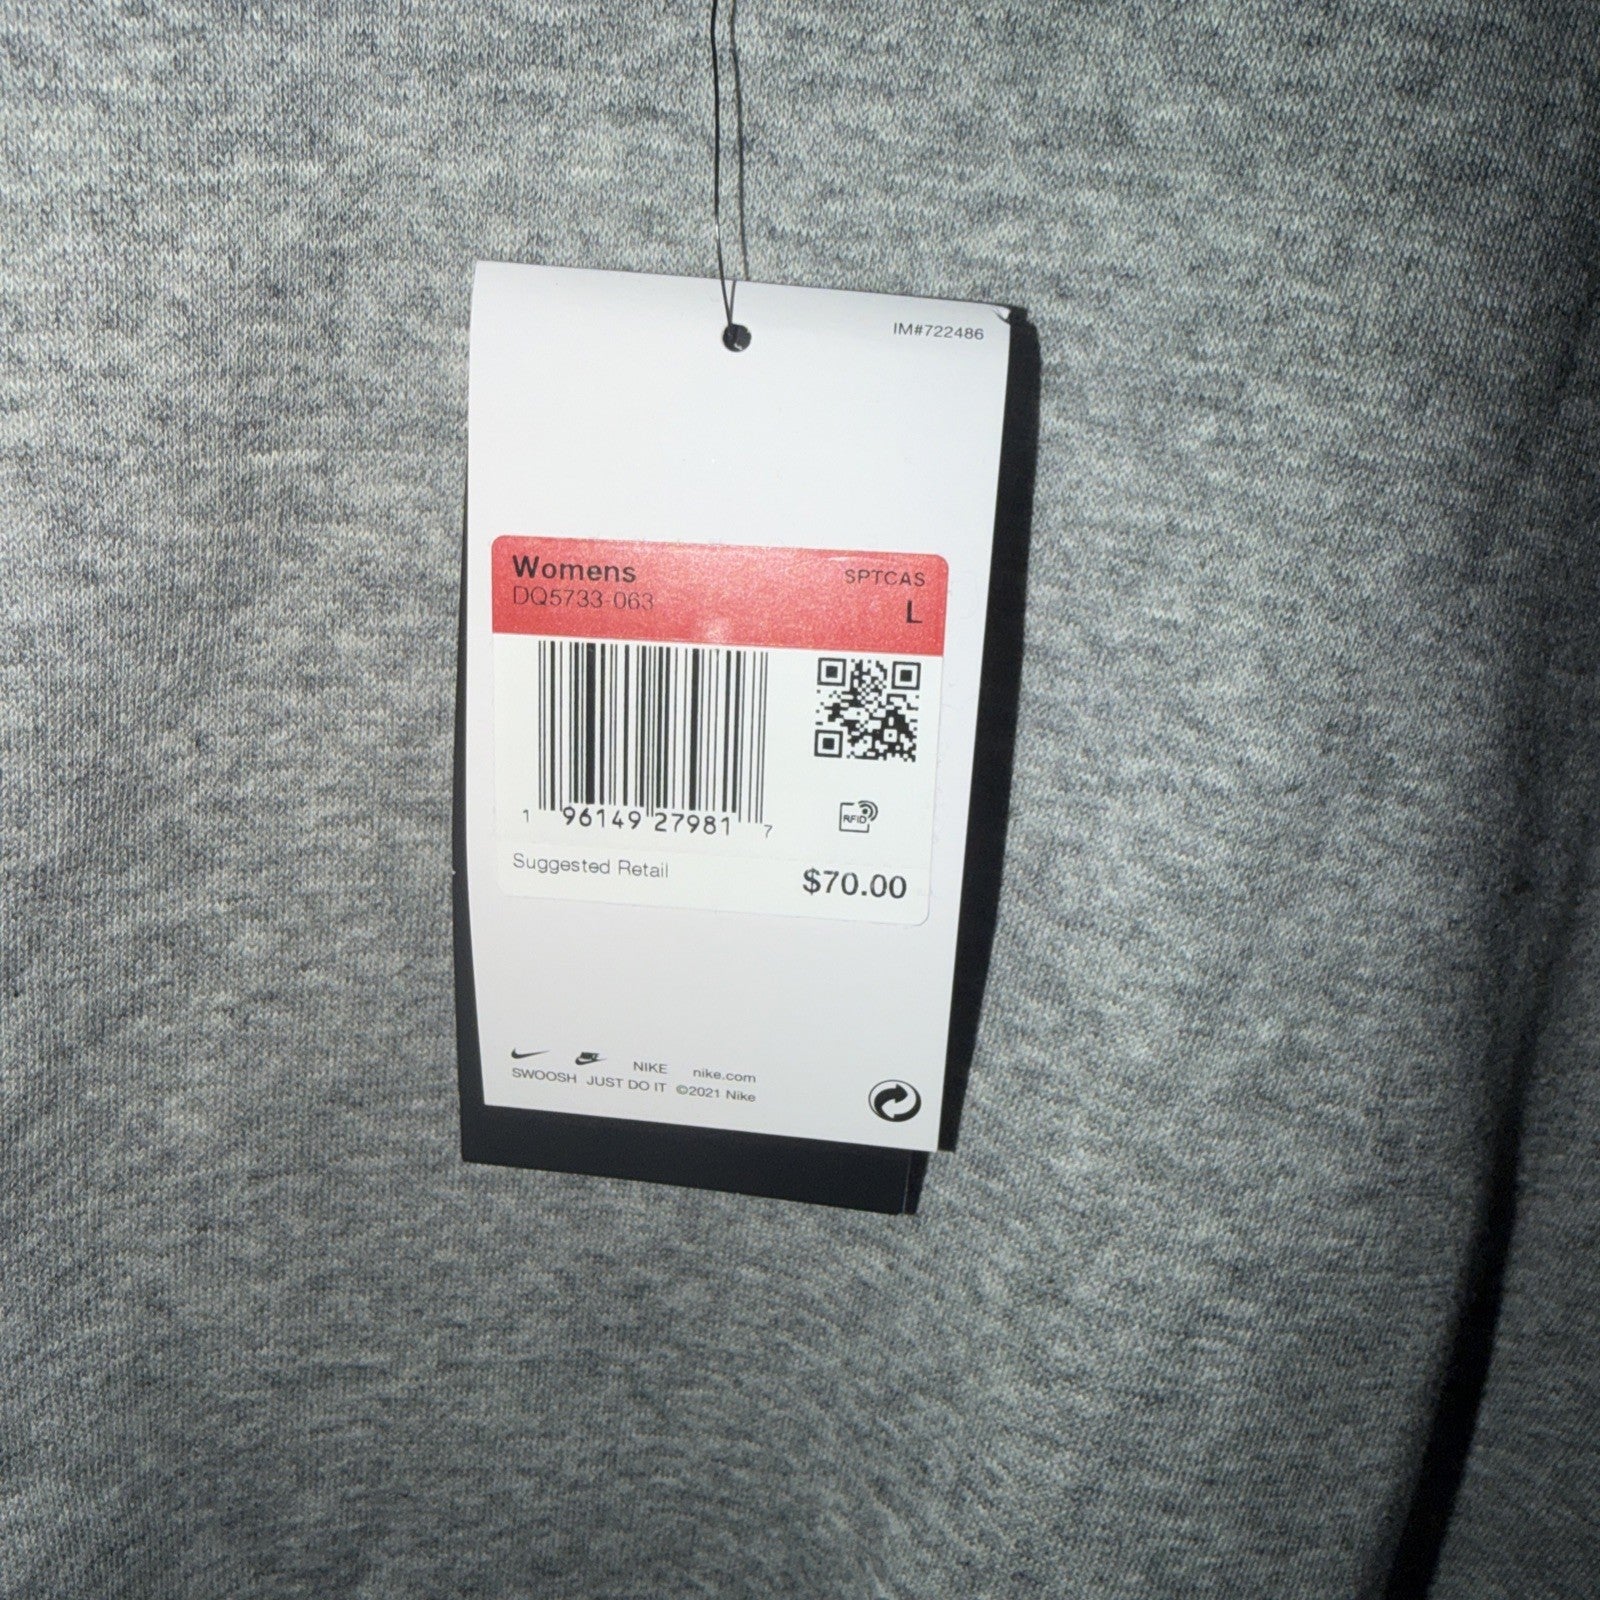 IM#722486
Womens SPTCAS
DQ5733-063 L
1 96149 27981 7
RFID
Suggested Retail $70.00
NIKE nike.com
SWOOSH JUST DO IT ©2021 Nike